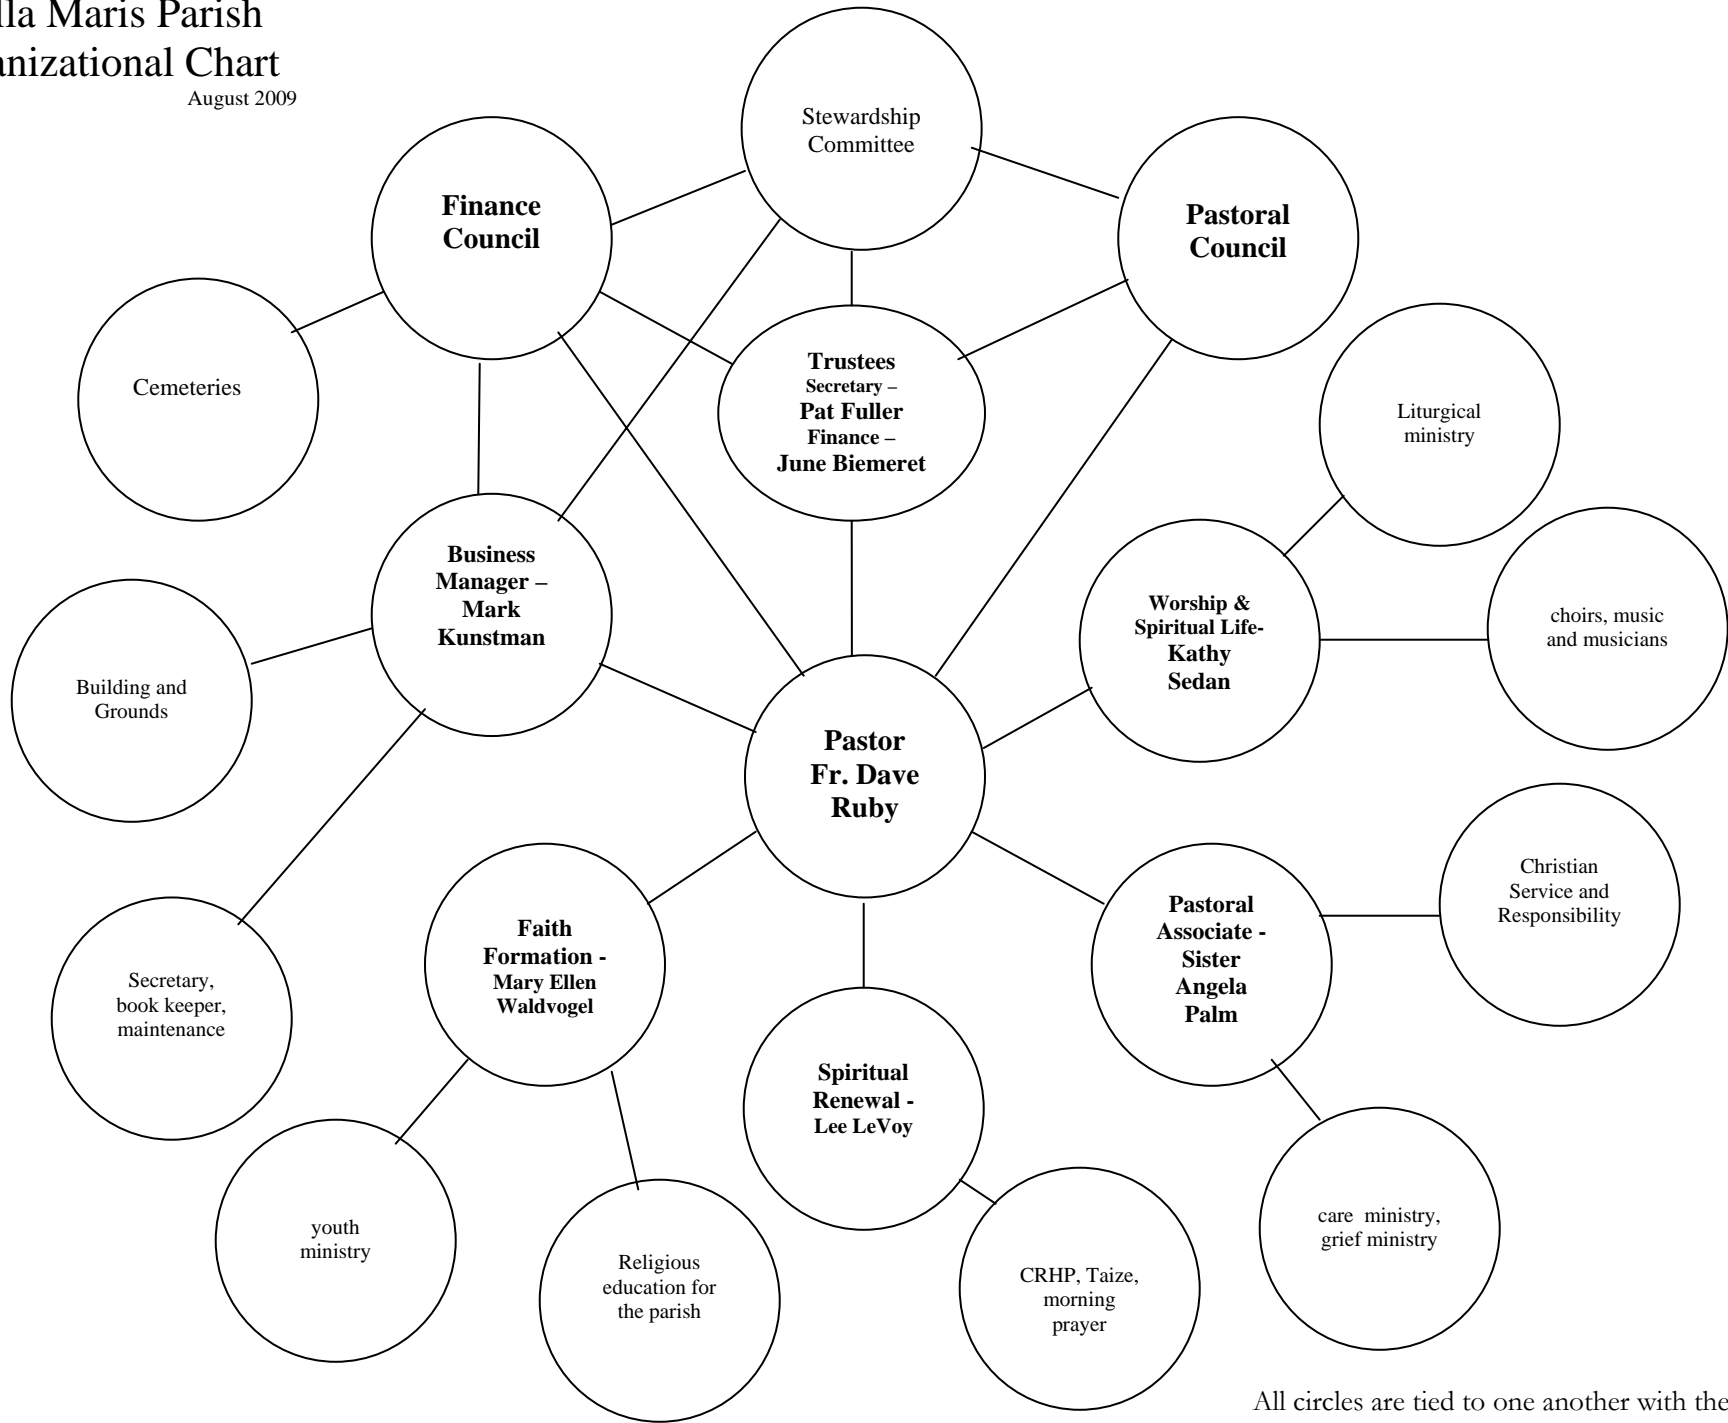 lla Maris Parish
anizational Chart
August 2009
Stewardship
Committee
Finance
Council
Pastoral
Council
Cemeteries
Trustees
Secretary –
Pat Fuller
Finance –
June Biemeret
Liturgical
ministry
Business
Manager –
Mark
Kunstman
Worship &
Spiritual Life-
Kathy
Sedan
choirs, music
and musicians
Building and
Grounds
Pastor
Fr. Dave
Ruby
Christian
Service and
Responsibility
Faith
Formation -
Mary Ellen
Waldvogel
Pastoral
Associate -
Sister
Angela
Palm
Secretary,
book keeper,
maintenance
Spiritual
Renewal -
Lee LeVoy
youth
ministry
Religious
education for
the parish
CRHP, Taize,
morning
prayer
care ministry,
grief ministry
All circles are tied to one another with the